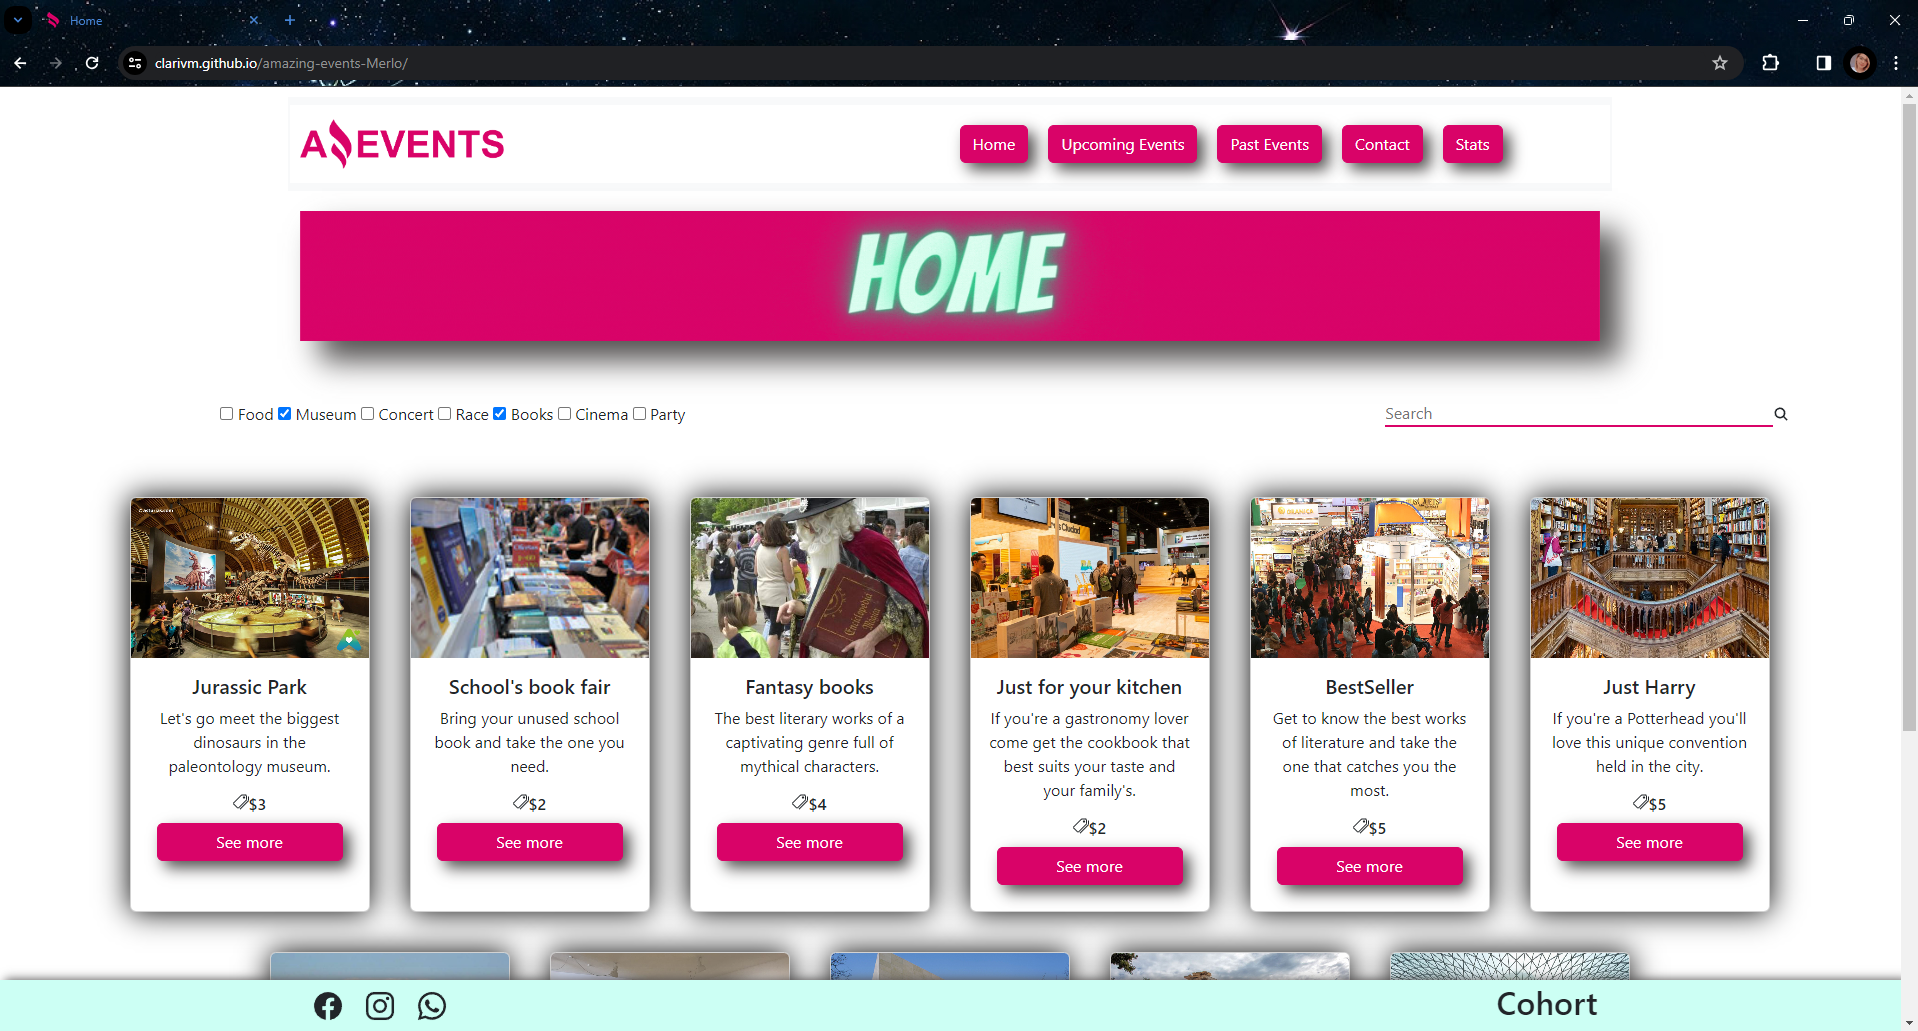 Home
clarivm.github.io/amazing-events-Merlo/
A EVENTS
Home Upcoming Events Past Events Contact Stats
HOME
Food Museum Concert Race Books Cinema Party
Search
Jurassic Park
Let's go meet the biggest
dinosaurs in the
paleontology museum.
$3
See more
School's book fair
Bring your unused school
book and take the one you
need.
$2
See more
Fantasy books
The best literary works of a
captivating genre full of
mythical characters.
$4
See more
Just for your kitchen
If you're a gastronomy lover
come get the cookbook that
best suits your taste and
your family's.
$2
See more
BestSeller
Get to know the best works
of literature and take the
one that catches you the
most.
$5
See more
Just Harry
If you're a Potterhead you'll
love this unique convention
held in the city.
$5
See more
Cohort